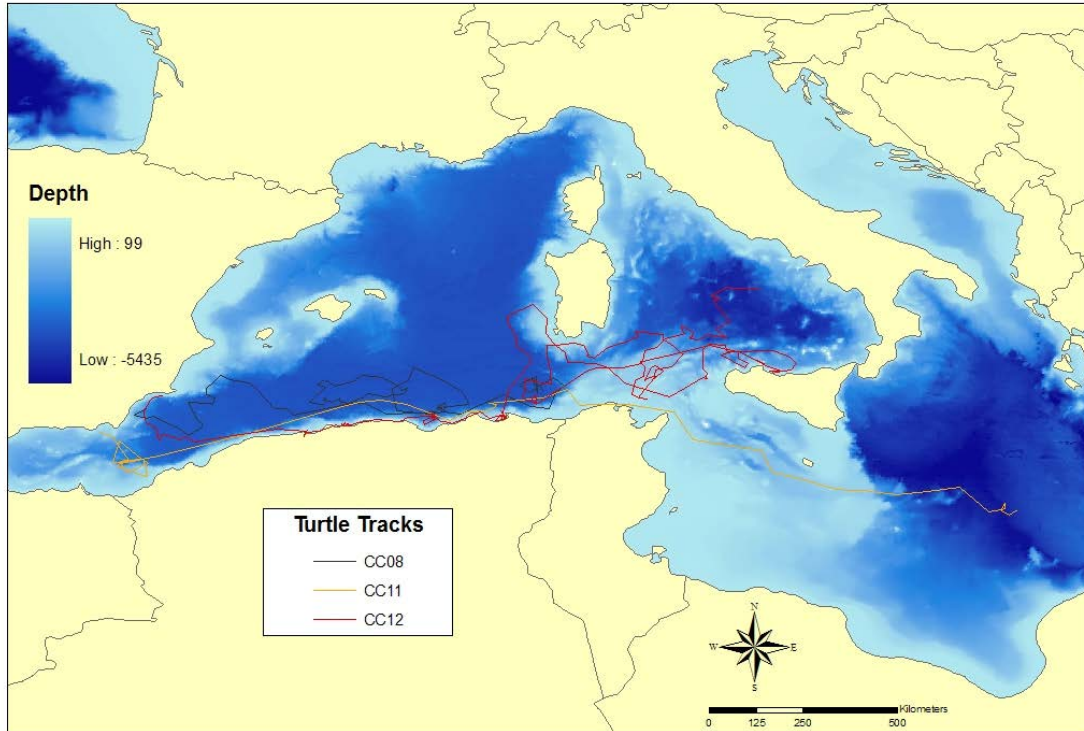 Depth
High : 99
Low : -5435
Turtle Tracks
CC08
CC11
CC12
N
W E
S
Kilometers
0 125 250 500